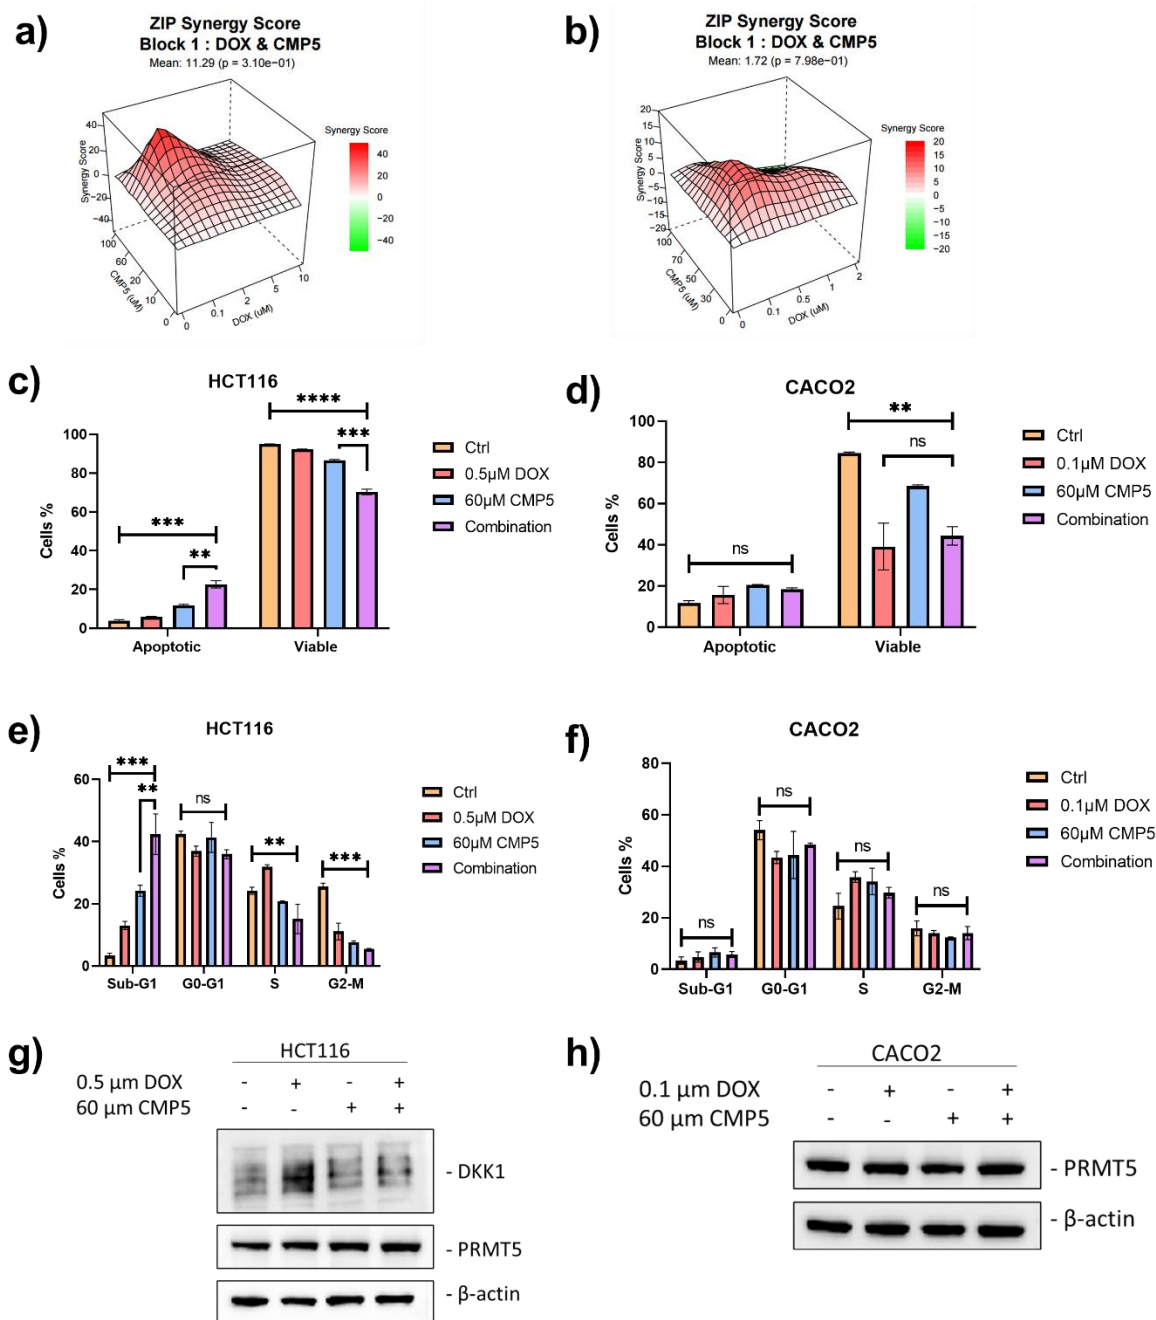 a)
ZIP Synergy Score
Block 1 : DOX & CMP5
Mean: 11.29 (p = 3.10e−01)
Synergy Score
40
20
0
−20
−40
100
60
20
10
0
CMP5 (uM)
0
0.1
2
5
10
DOX (uM)
Synergy Score
40
20
0
−20
−40
b)
ZIP Synergy Score
Block 1 : DOX & CMP5
Mean: 1.72 (p = 7.98e−01)
Synergy Score
20
15
10
5
0
−5
−10
−15
−20
100
70
50
30
0
CMP5 (uM)
0
0.1
0.5
1
2
DOX (uM)
Synergy Score
20
15
10
5
0
−5
−10
−15
−20
c)
HCT116
Cells %
100
80
60
40
20
0
***
**
****
***
Apoptotic
Viable
Ctrl
0.5µM DOX
60µM CMP5
Combination
d)
CACO2
Cells %
100
80
60
40
20
0
ns
**
ns
Apoptotic
Viable
Ctrl
0.1µM DOX
60µM CMP5
Combination
e)
HCT116
Cells %
60
40
20
0
***
**
ns
**
***
Sub-G1
G0-G1
S
G2-M
Ctrl
0.5µM DOX
60µM CMP5
Combination
f)
CACO2
Cells %
80
60
40
20
0
ns
ns
ns
ns
Sub-G1
G0-G1
S
G2-M
Ctrl
0.1µM DOX
60µM CMP5
Combination
g)
HCT116
0.5 µm DOX - + - +
60 µm CMP5 - - + +
- DKK1
- PRMT5
- β-actin
h)
CACO2
0.1 µm DOX - + - +
60 µm CMP5 - - + +
- PRMT5
- β-actin